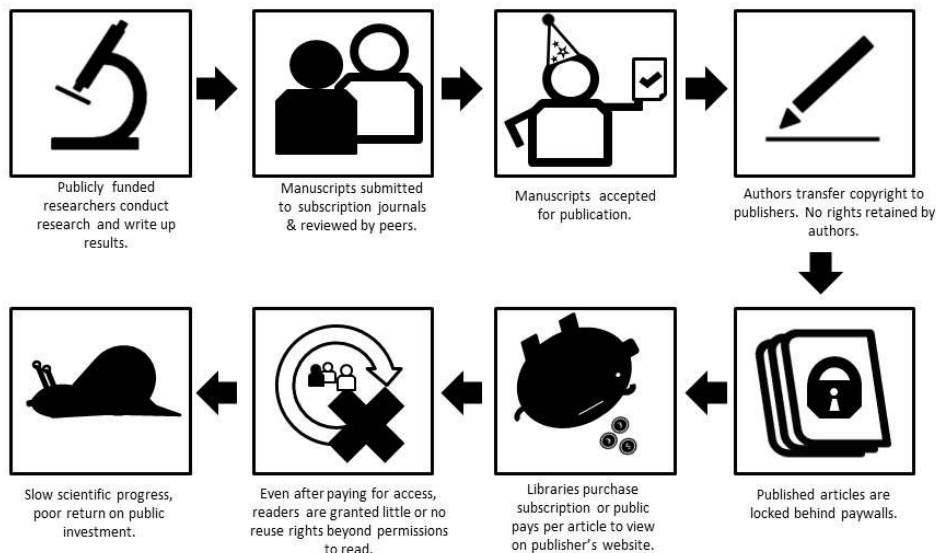 Publicly funded
researchers conduct
research and write up
results.
Manuscripts submitted
to subscription journals
& reviewed by peers.
Manuscripts accepted
for publication.
Authors transfer copyright to
publishers. No rights retained by
authors.
Published articles are
locked behind paywalls.
Libraries purchase
subscription or public
pays per article to view
on publisher's website.
Even after paying for access,
readers are granted little or no
reuse rights beyond permissions
to read.
Slow scientific progress,
poor return on public
investment.